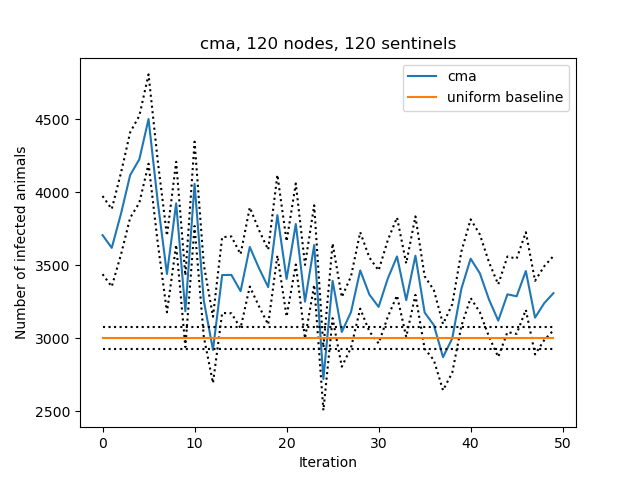 cma, 120 nodes, 120 sentinels
cma
uniform baseline
Number of infected animals
4500
4000
3500
3000
2500
0 10 20 30 40 50
Iteration